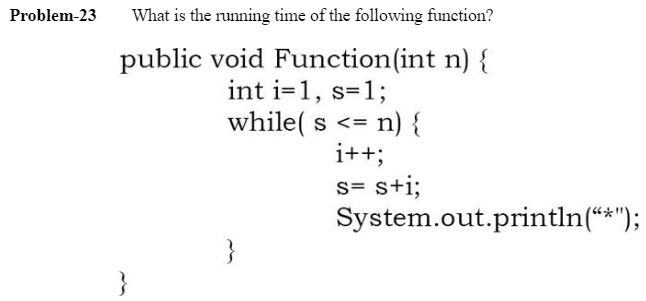 Problem-23 What is the running time of the following function?
public void Function(int n) {
int i=1, s=1;
while( s <= n) {
i++;
s= s+i;
System.out.println(“*");
}
}